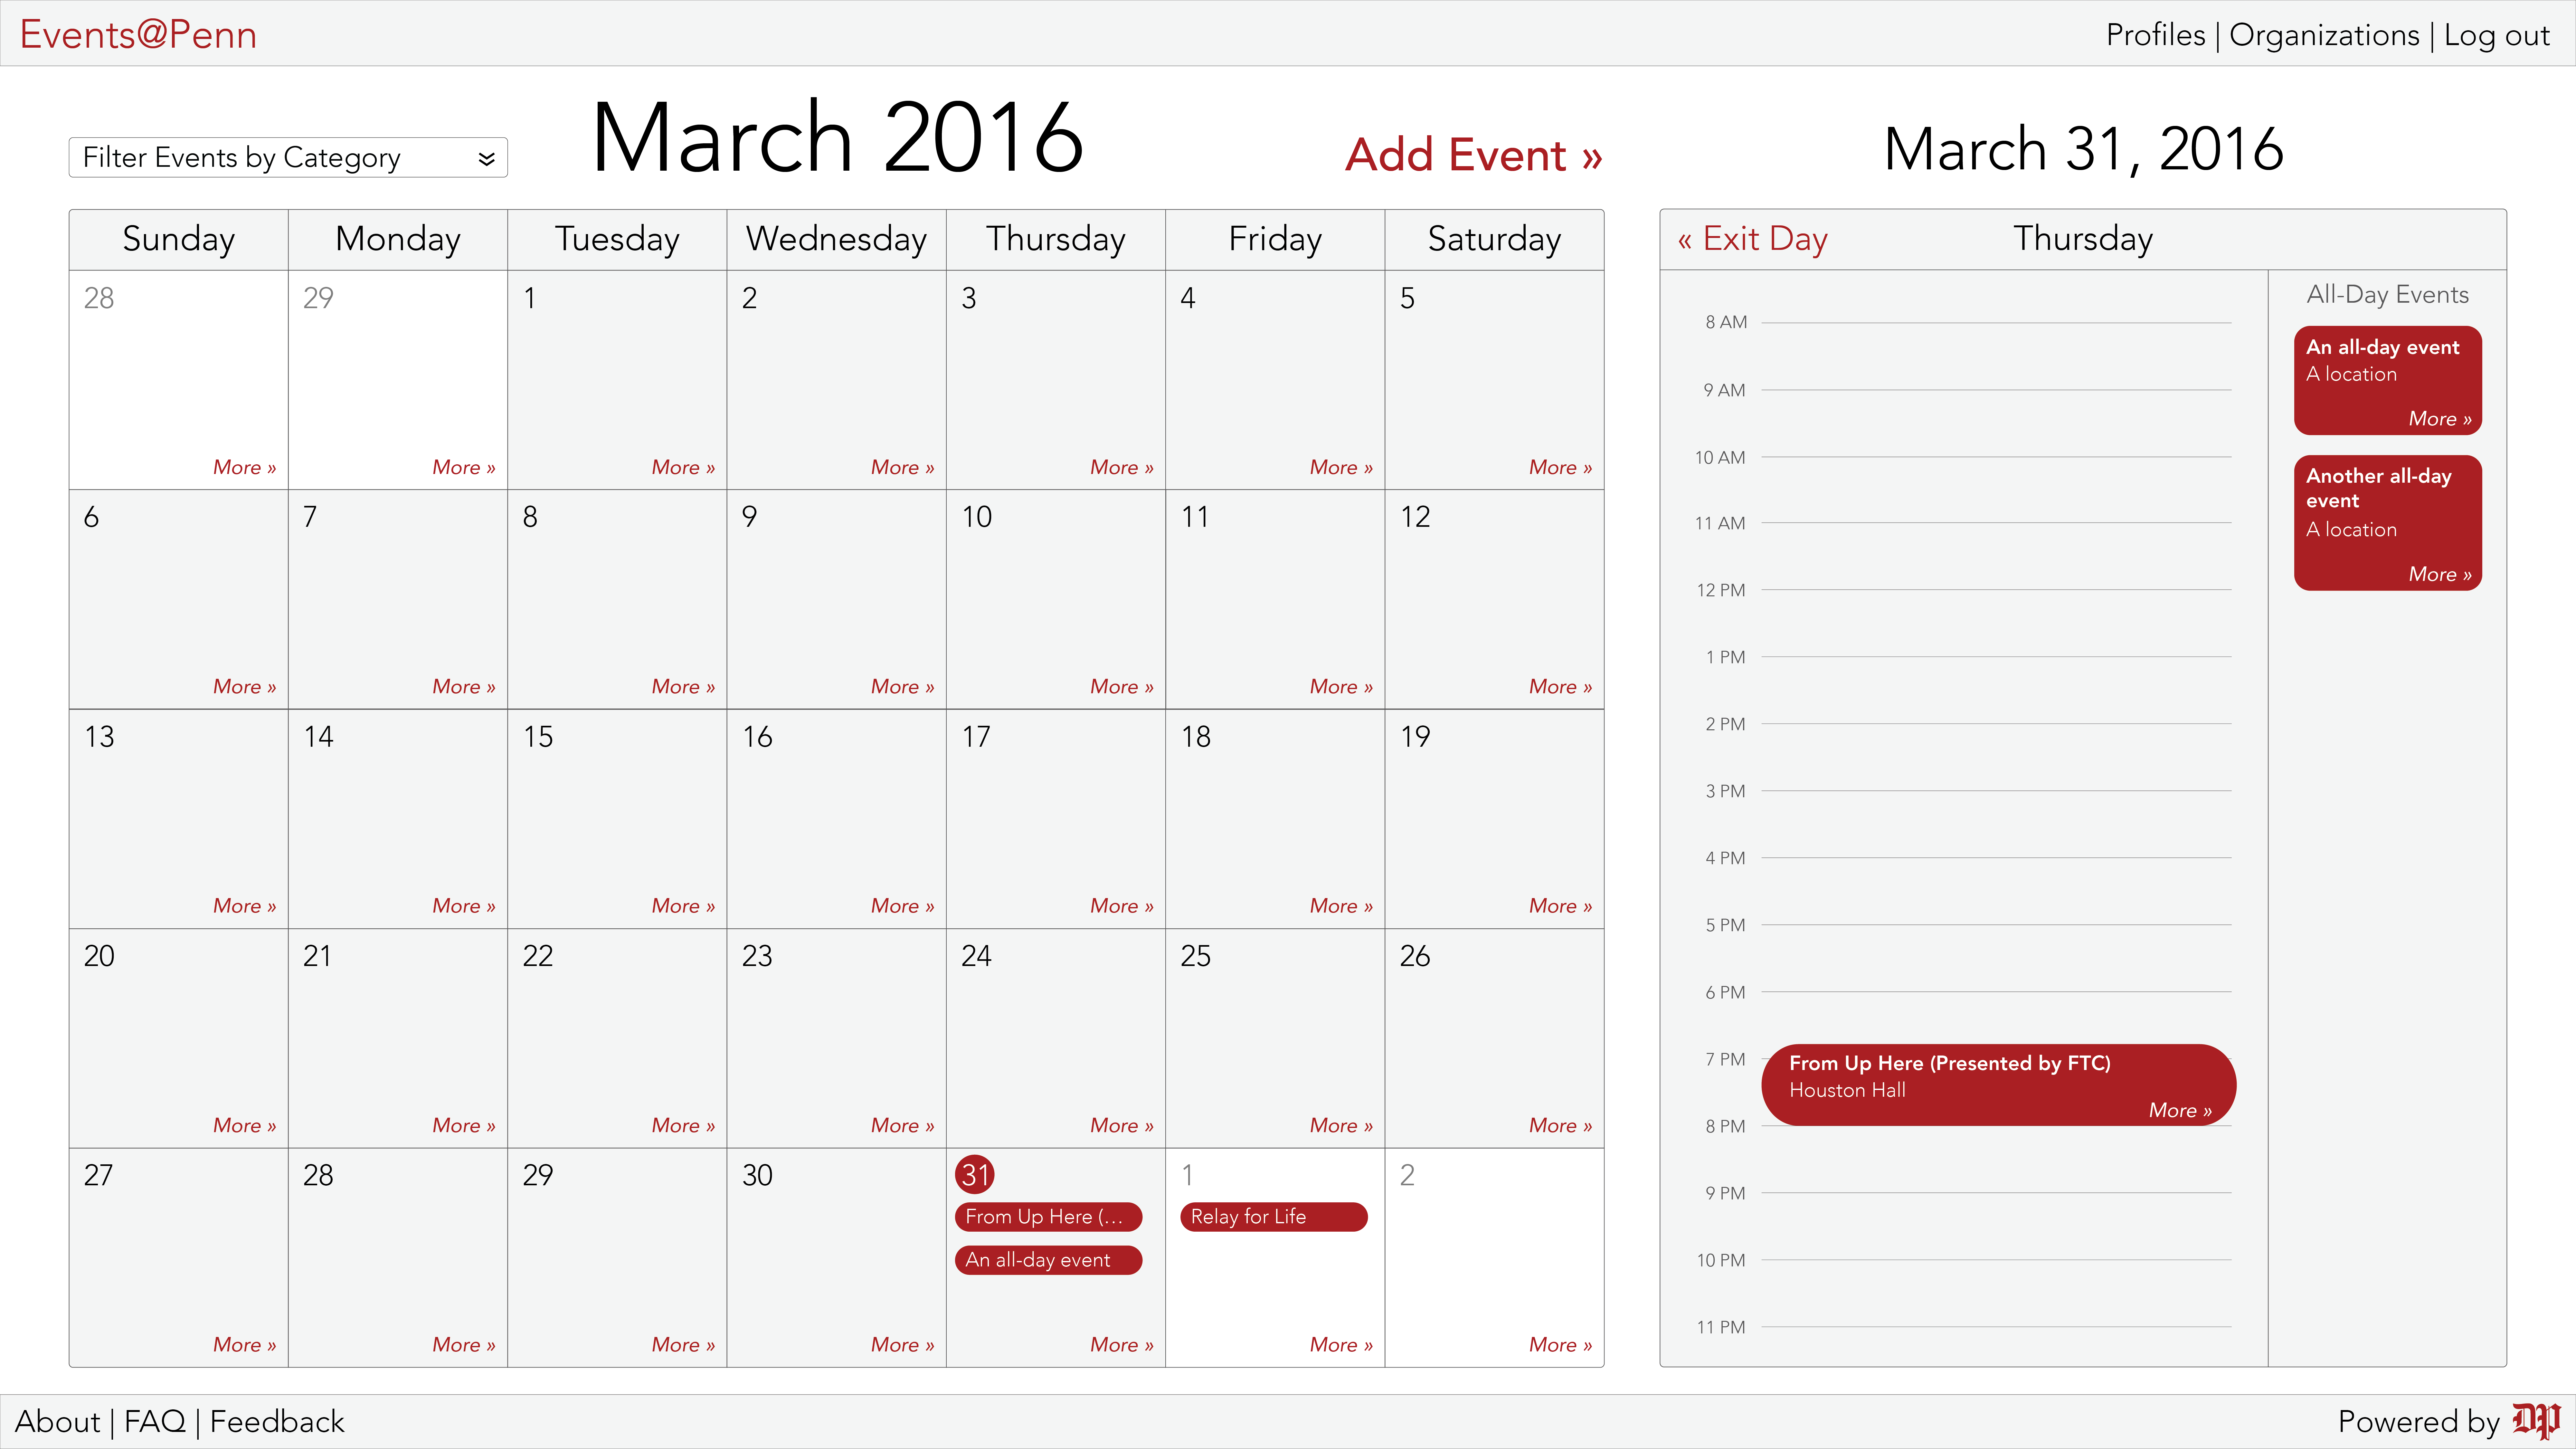 Events@Penn
Profiles | Organizations | Log out
Filter Events by Category
March 2016
Add Event »
March 31, 2016
Sunday Monday Tuesday Wednesday Thursday Friday Saturday
28 29 1 2 3 4 5
More » More » More » More » More » More » More »
6 7 8 9 10 11 12
More » More » More » More » More » More » More »
13 14 15 16 17 18 19
More » More » More » More » More » More » More »
20 21 22 23 24 25 26
More » More » More » More » More » More » More »
27 28 29 30 31 1 2
From Up Here (... Relay for Life
An all-day event
More » More » More » More » More » More » More »
« Exit Day Thursday
All-Day Events
8 AM
9 AM
10 AM
11 AM
12 PM
1 PM
2 PM
3 PM
4 PM
5 PM
6 PM
7 PM
From Up Here (Presented by FTC)
Houston Hall
More »
8 PM
9 PM
10 PM
11 PM
An all-day event
A location
More »
Another all-day
event
A location
More »
About | FAQ | Feedback
Powered by DP